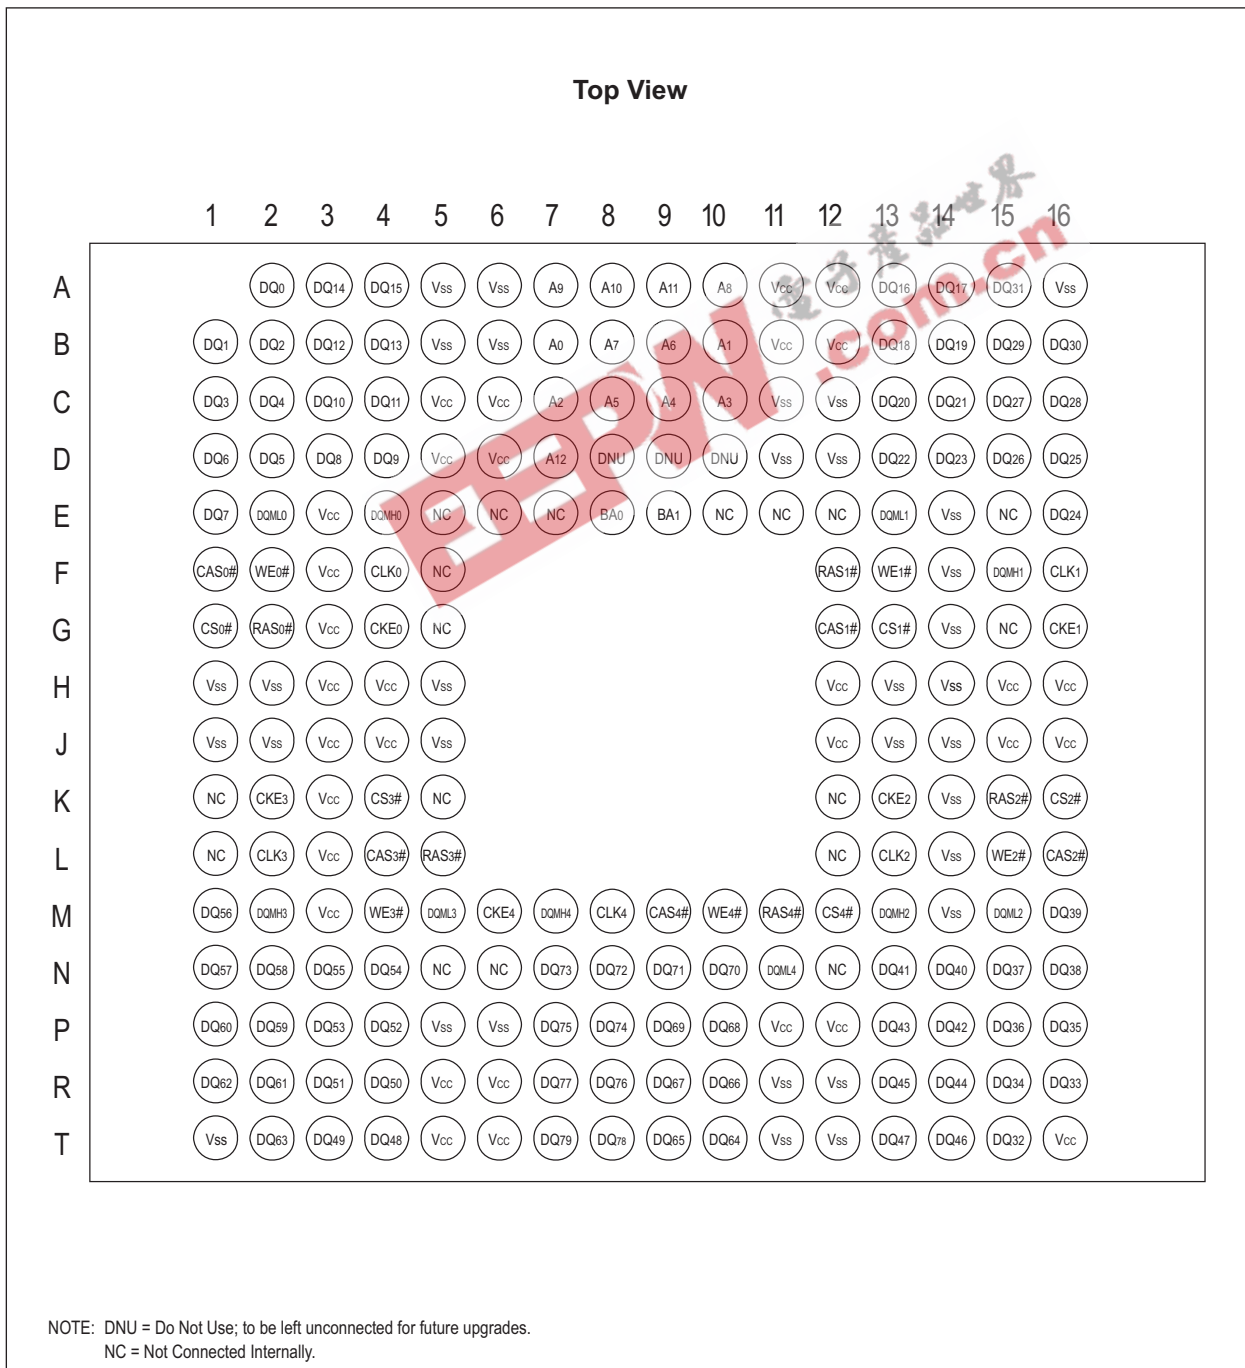 Top View
1 2 3 4 5 6 7 8 9 10 11 12 13 14 15 16
A DQ0 DQ14 DQ15 Vss Vss A9 A10 A11 A8 Vcc Vcc DQ16 DQ17 DQ31 Vss
B DQ1 DQ2 DQ12 DQ13 Vss Vss A0 A7 A6 A1 Vcc Vcc DQ18 DQ19 DQ29 DQ30
C DQ3 DQ4 DQ10 DQ11 Vcc Vcc A2 A5 A4 A3 Vss Vss DQ20 DQ21 DQ27 DQ28
D DQ6 DQ5 DQ8 DQ9 Vcc Vcc A12 DNU DNU DNU Vss Vss DQ22 DQ23 DQ26 DQ25
E DQ7 DQML0 Vcc DQMH0 NC NC NC BA0 BA1 NC NC NC DQML1 Vss NC DQ24
F CAS0# WE0# Vcc CLK0 NC RAS1# WE1# Vss DQMH1 CLK1
G CS0# RAS0# Vcc CKE0 NC CAS1# CS1# Vss NC CKE1
H Vss Vss Vcc Vcc Vss Vcc Vss Vss Vcc Vcc
J Vss Vss Vcc Vcc Vss Vcc Vss Vss Vcc Vcc
K NC CKE3 Vcc CS3# NC NC CKE2 Vss RAS2# CS2#
L NC CLK3 Vcc CAS3# RAS3# NC CLK2 Vss WE2# CAS2#
M DQ56 DQMH3 Vcc WE3# DQML3 CKE4 DQMH4 CLK4 CAS4# WE4# RAS4# CS4# DQMH2 Vss DQML2 DQ39
N DQ57 DQ58 DQ55 DQ54 NC NC DQ73 DQ72 DQ71 DQ70 DQML4 NC DQ41 DQ40 DQ37 DQ38
P DQ60 DQ59 DQ53 DQ52 Vss Vss DQ75 DQ74 DQ69 DQ68 Vcc Vcc DQ43 DQ42 DQ36 DQ35
R DQ62 DQ61 DQ51 DQ50 Vcc Vcc DQ77 DQ76 DQ67 DQ66 Vss Vss DQ45 DQ44 DQ34 DQ33
T Vss DQ63 DQ49 DQ48 Vcc Vcc DQ79 DQ78 DQ65 DQ64 Vss Vss DQ47 DQ46 DQ32 Vcc
EEPW
電子產品世界
.com.cn
NOTE: DNU = Do Not Use; to be left unconnected for future upgrades.
NC = Not Connected Internally.